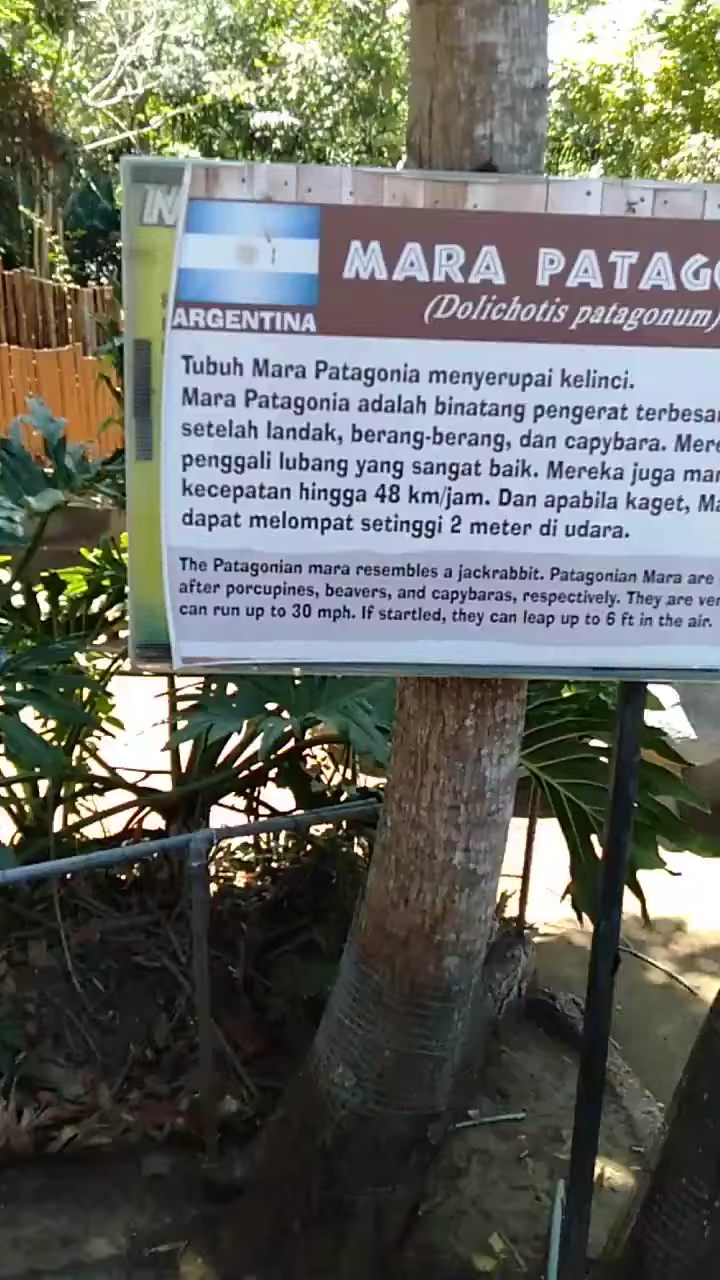 MARA PATAG
(Dolichotis patagonum)
ARGENTINA
Tubuh Mara Patagonia menyerupai kelinci.
Mara Patagonia adalah binatang pengerat terbesar
setelah landak, berang-berang, dan capybara. Mere
penggali lubang yang sangat baik. Mereka juga ma
kecepatan hingga 48 km/jam. Dan apabila kaget, Ma
dapat melompat setinggi 2 meter di udara.
The Patagonian mara resembles a jackrabbit. Patagonian Mara are
after porcupines, beavers, and capybaras, respectively. They are ver
can run up to 30 mph. If startled, they can leap up to 6 ft in the air.